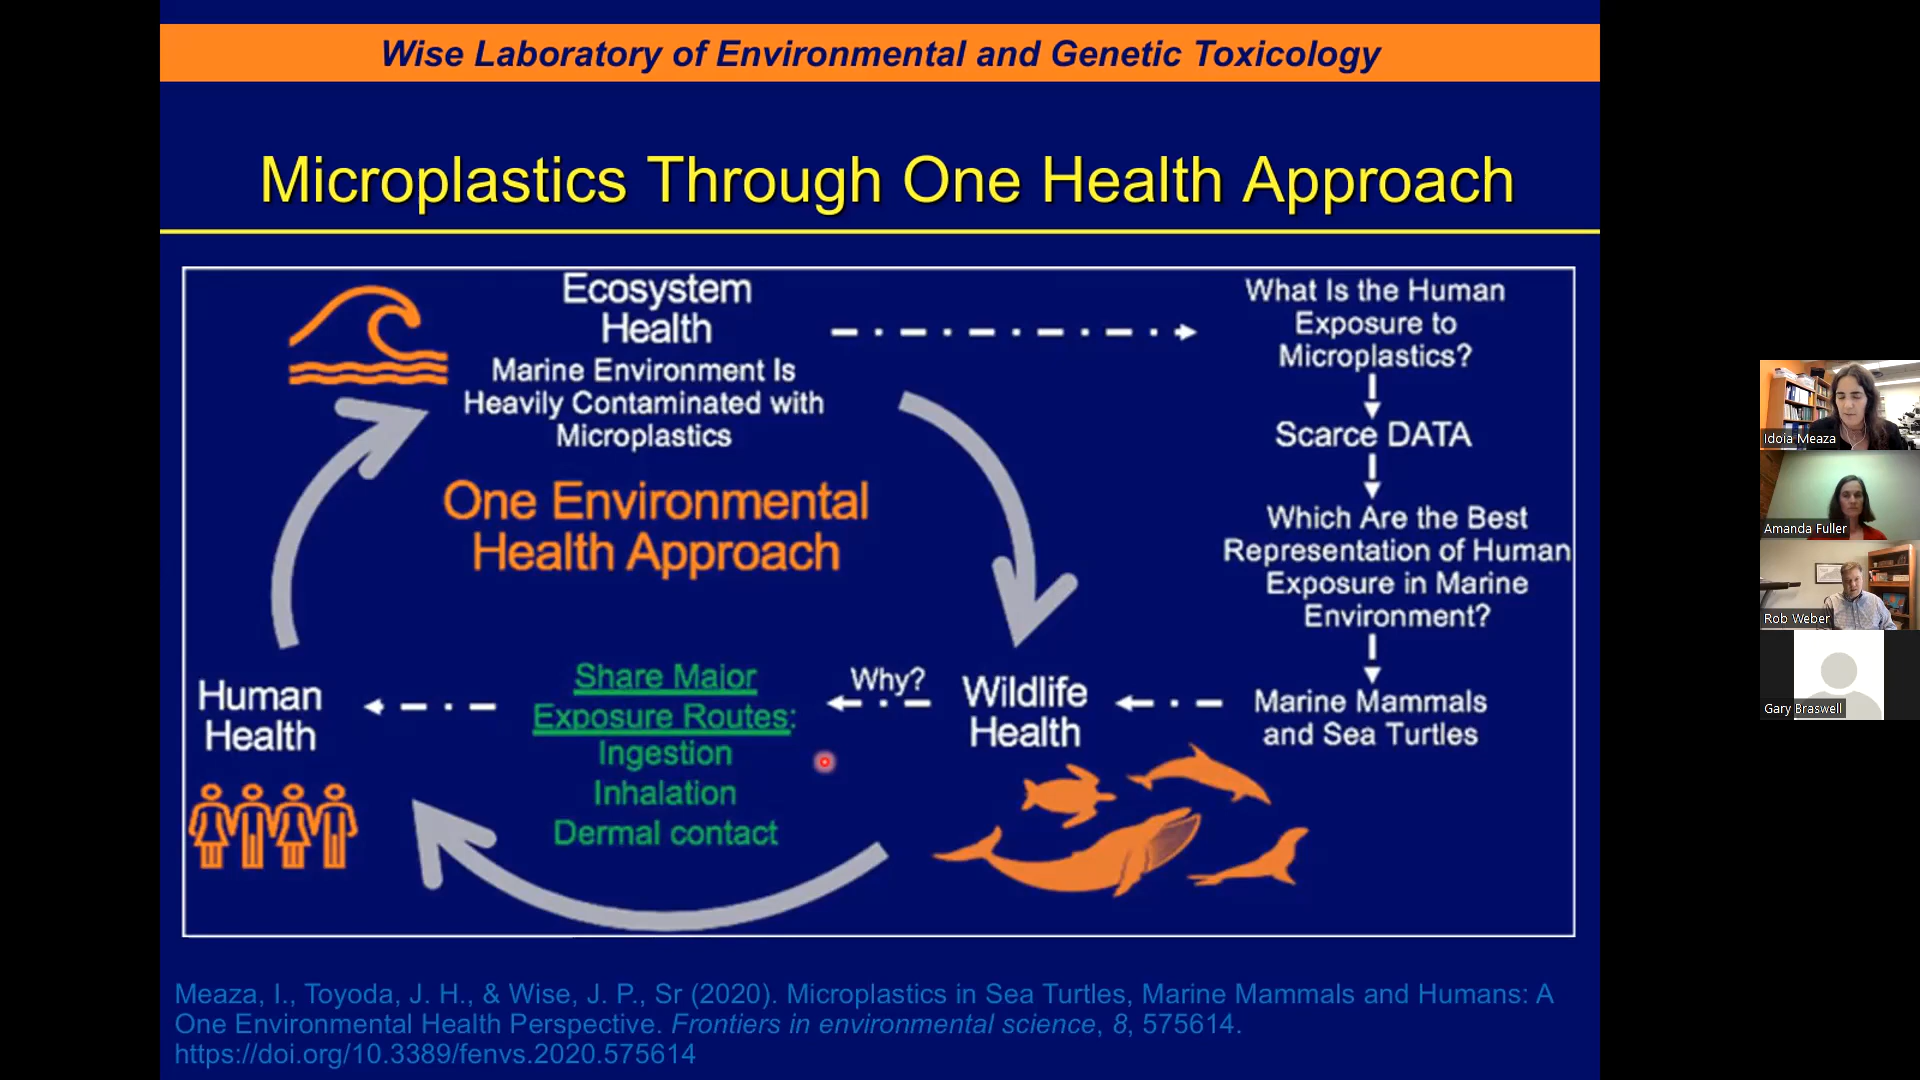 Wise Laboratory of Environmental and Genetic Toxicology
Microplastics Through One Health Approach
Ecosystem
Health
Marine Environment Is
Heavily Contaminated with
Microplastics
One Environmental
Health Approach
What Is the Human
Exposure to
Microplastics?
Scarce DATA
Which Are the Best
Representation of Human
Exposure in Marine
Environment?
Marine Mammals
and Sea Turtles
Wildlife
Health
Why?
Share Major
Exposure Routes:
Ingestion
Inhalation
Dermal contact
Human
Health
Meaza, I., Toyoda, J. H., & Wise, J. P., Sr (2020). Microplastics in Sea Turtles, Marine Mammals and Humans: A
One Environmental Health Perspective. Frontiers in environmental science, 8, 575614.
https://doi.org/10.3389/fenvs.2020.575614
Idoia Meaza
Amanda Fuller
Rob Weber
Gary Braswell